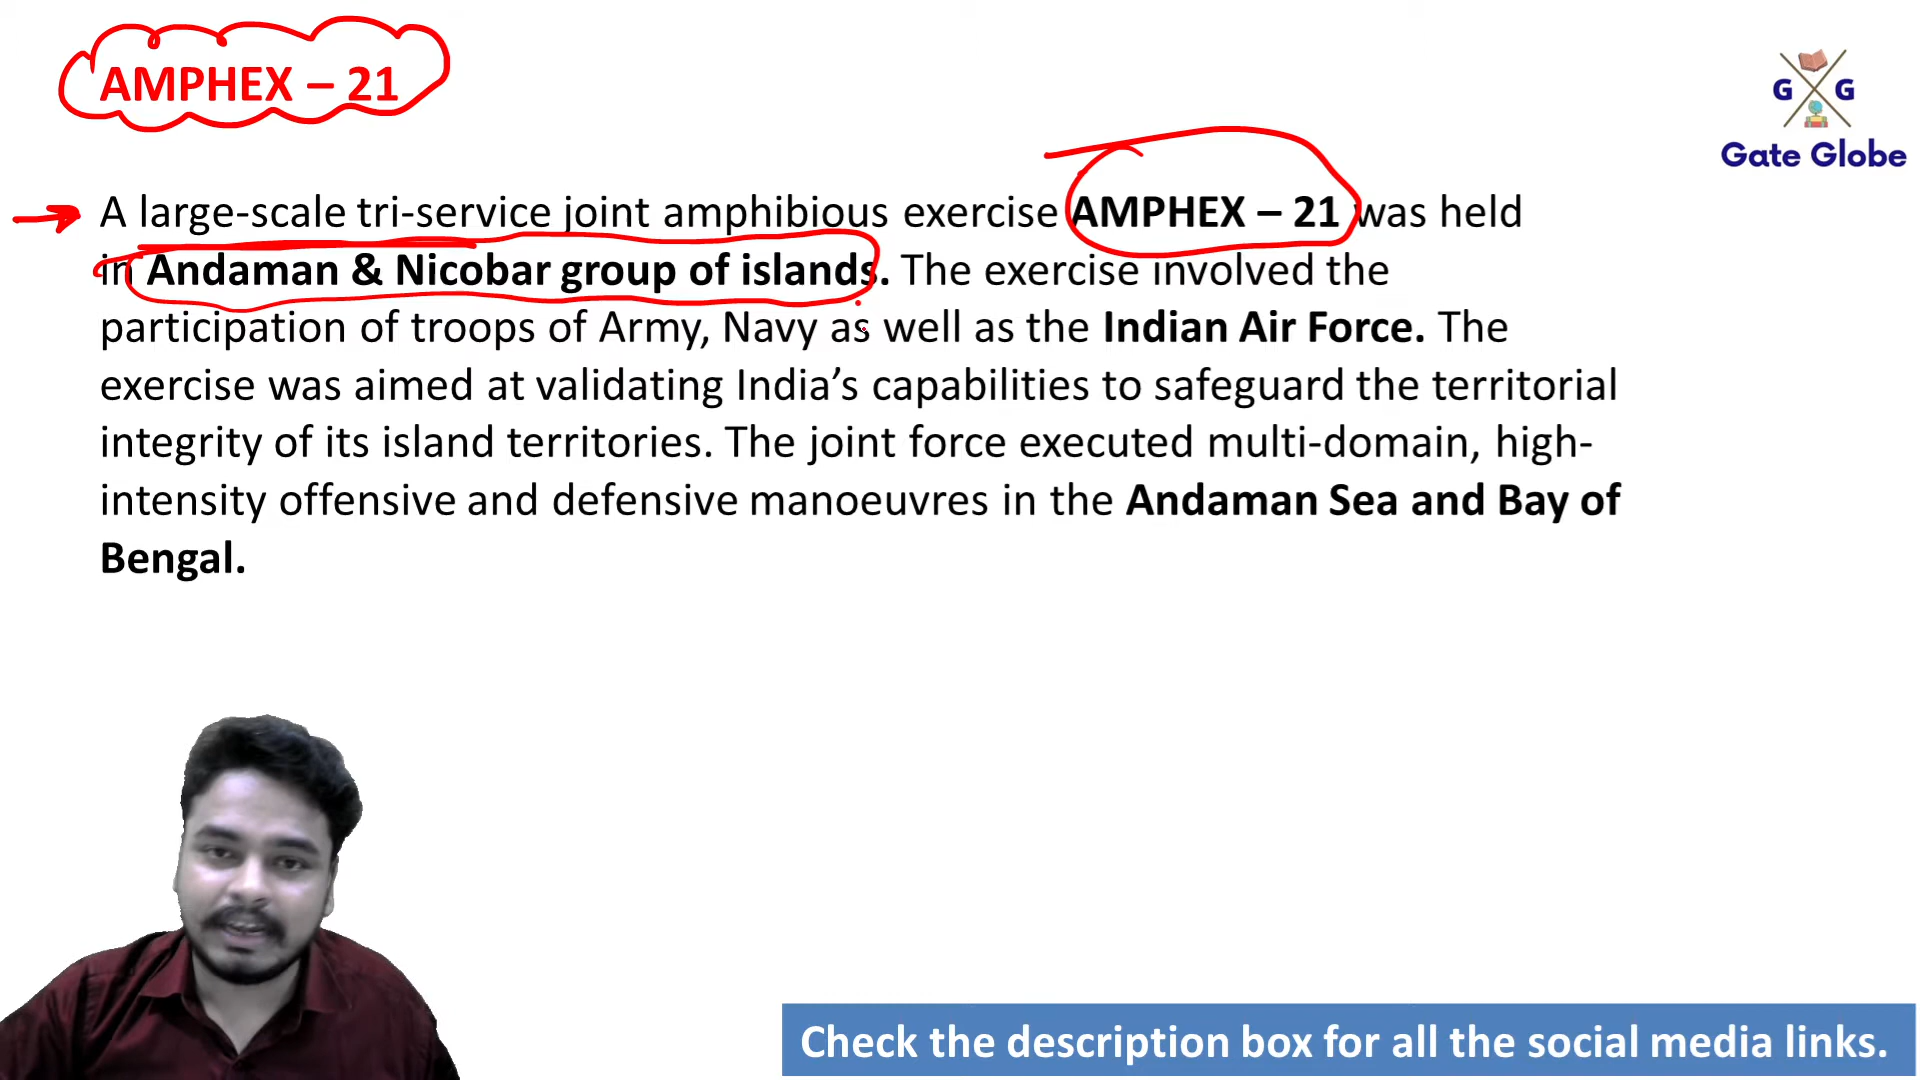 AMPHEX – 21
G G
Gate Globe
A large-scale tri-service joint amphibious exercise AMPHEX – 21 was held
in Andaman & Nicobar group of islands. The exercise involved the
participation of troops of Army, Navy as well as the Indian Air Force. The
exercise was aimed at validating India’s capabilities to safeguard the territorial
integrity of its island territories. The joint force executed multi-domain, high-
intensity offensive and defensive manoeuvres in the Andaman Sea and Bay of
Bengal.
Check the description box for all the social media links.